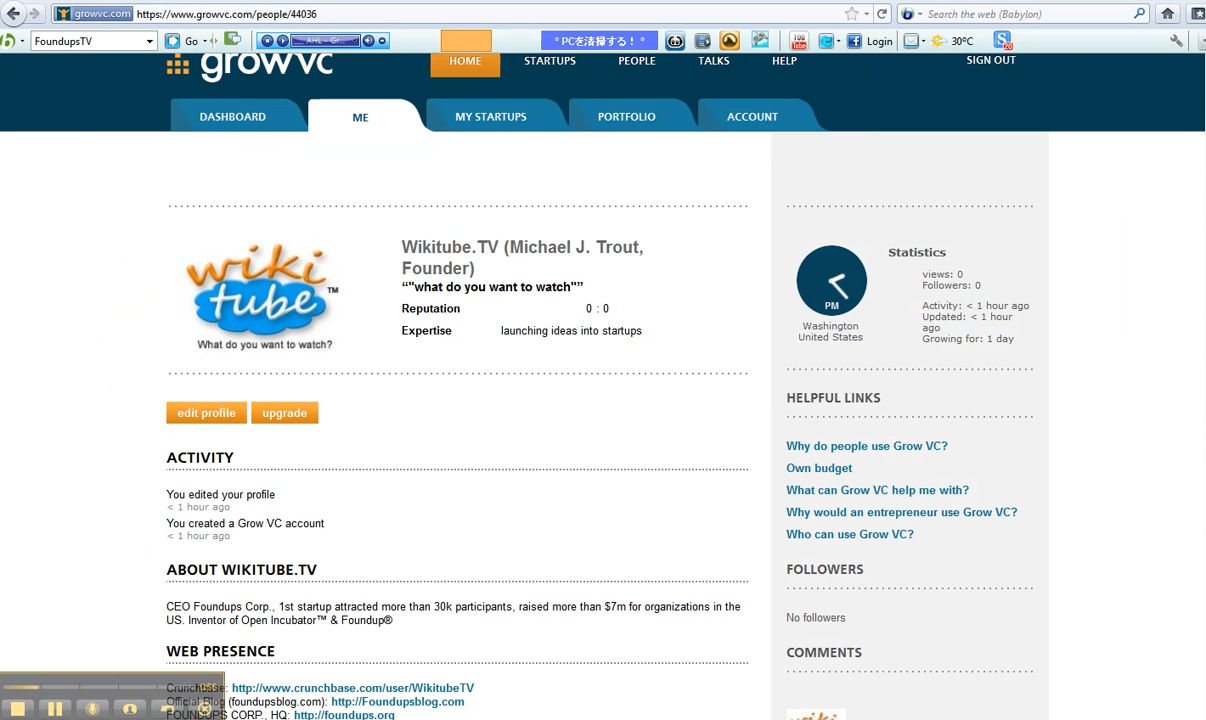 growvc.com https://www.growvc.com/people/44036
Search the web (Babylon)
FoundupsTV
Go
AHL - Gr
° PCを清掃する！ °
You Tube
Login
30°C
20
growvc
HOME
STARTUPS
PEOPLE
TALKS
HELP
SIGN OUT
DASHBOARD
ME
MY STARTUPS
PORTFOLIO
ACCOUNT
wiki
tube™
What do you want to watch?
Wikitube.TV (Michael J. Trout,
Founder)
“"what do you want to watch"”
Reputation 0 : 0
Expertise launching ideas into startups
edit profile
upgrade
ACTIVITY
You edited your profile
< 1 hour ago
You created a Grow VC account
< 1 hour ago
ABOUT WIKITUBE.TV
CEO Foundups Corp., 1st startup attracted more than 30k participants, raised more than $7m for organizations in the
US. Inventor of Open Incubator™ & Foundup®
WEB PRESENCE
Crunchbase: http://www.crunchbase.com/user/WikitubeTV
Official Blog (foundupsblog.com): http://Foundupsblog.com
FOUNDUPS CORP., HQ: http://foundups.org
PM
Washington
United States
Statistics
views: 0
Followers: 0
Activity: < 1 hour ago
Updated: < 1 hour
ago
Growing for: 1 day
HELPFUL LINKS
Why do people use Grow VC?
Own budget
What can Grow VC help me with?
Why would an entrepreneur use Grow VC?
Who can use Grow VC?
FOLLOWERS
No followers
COMMENTS
wiki